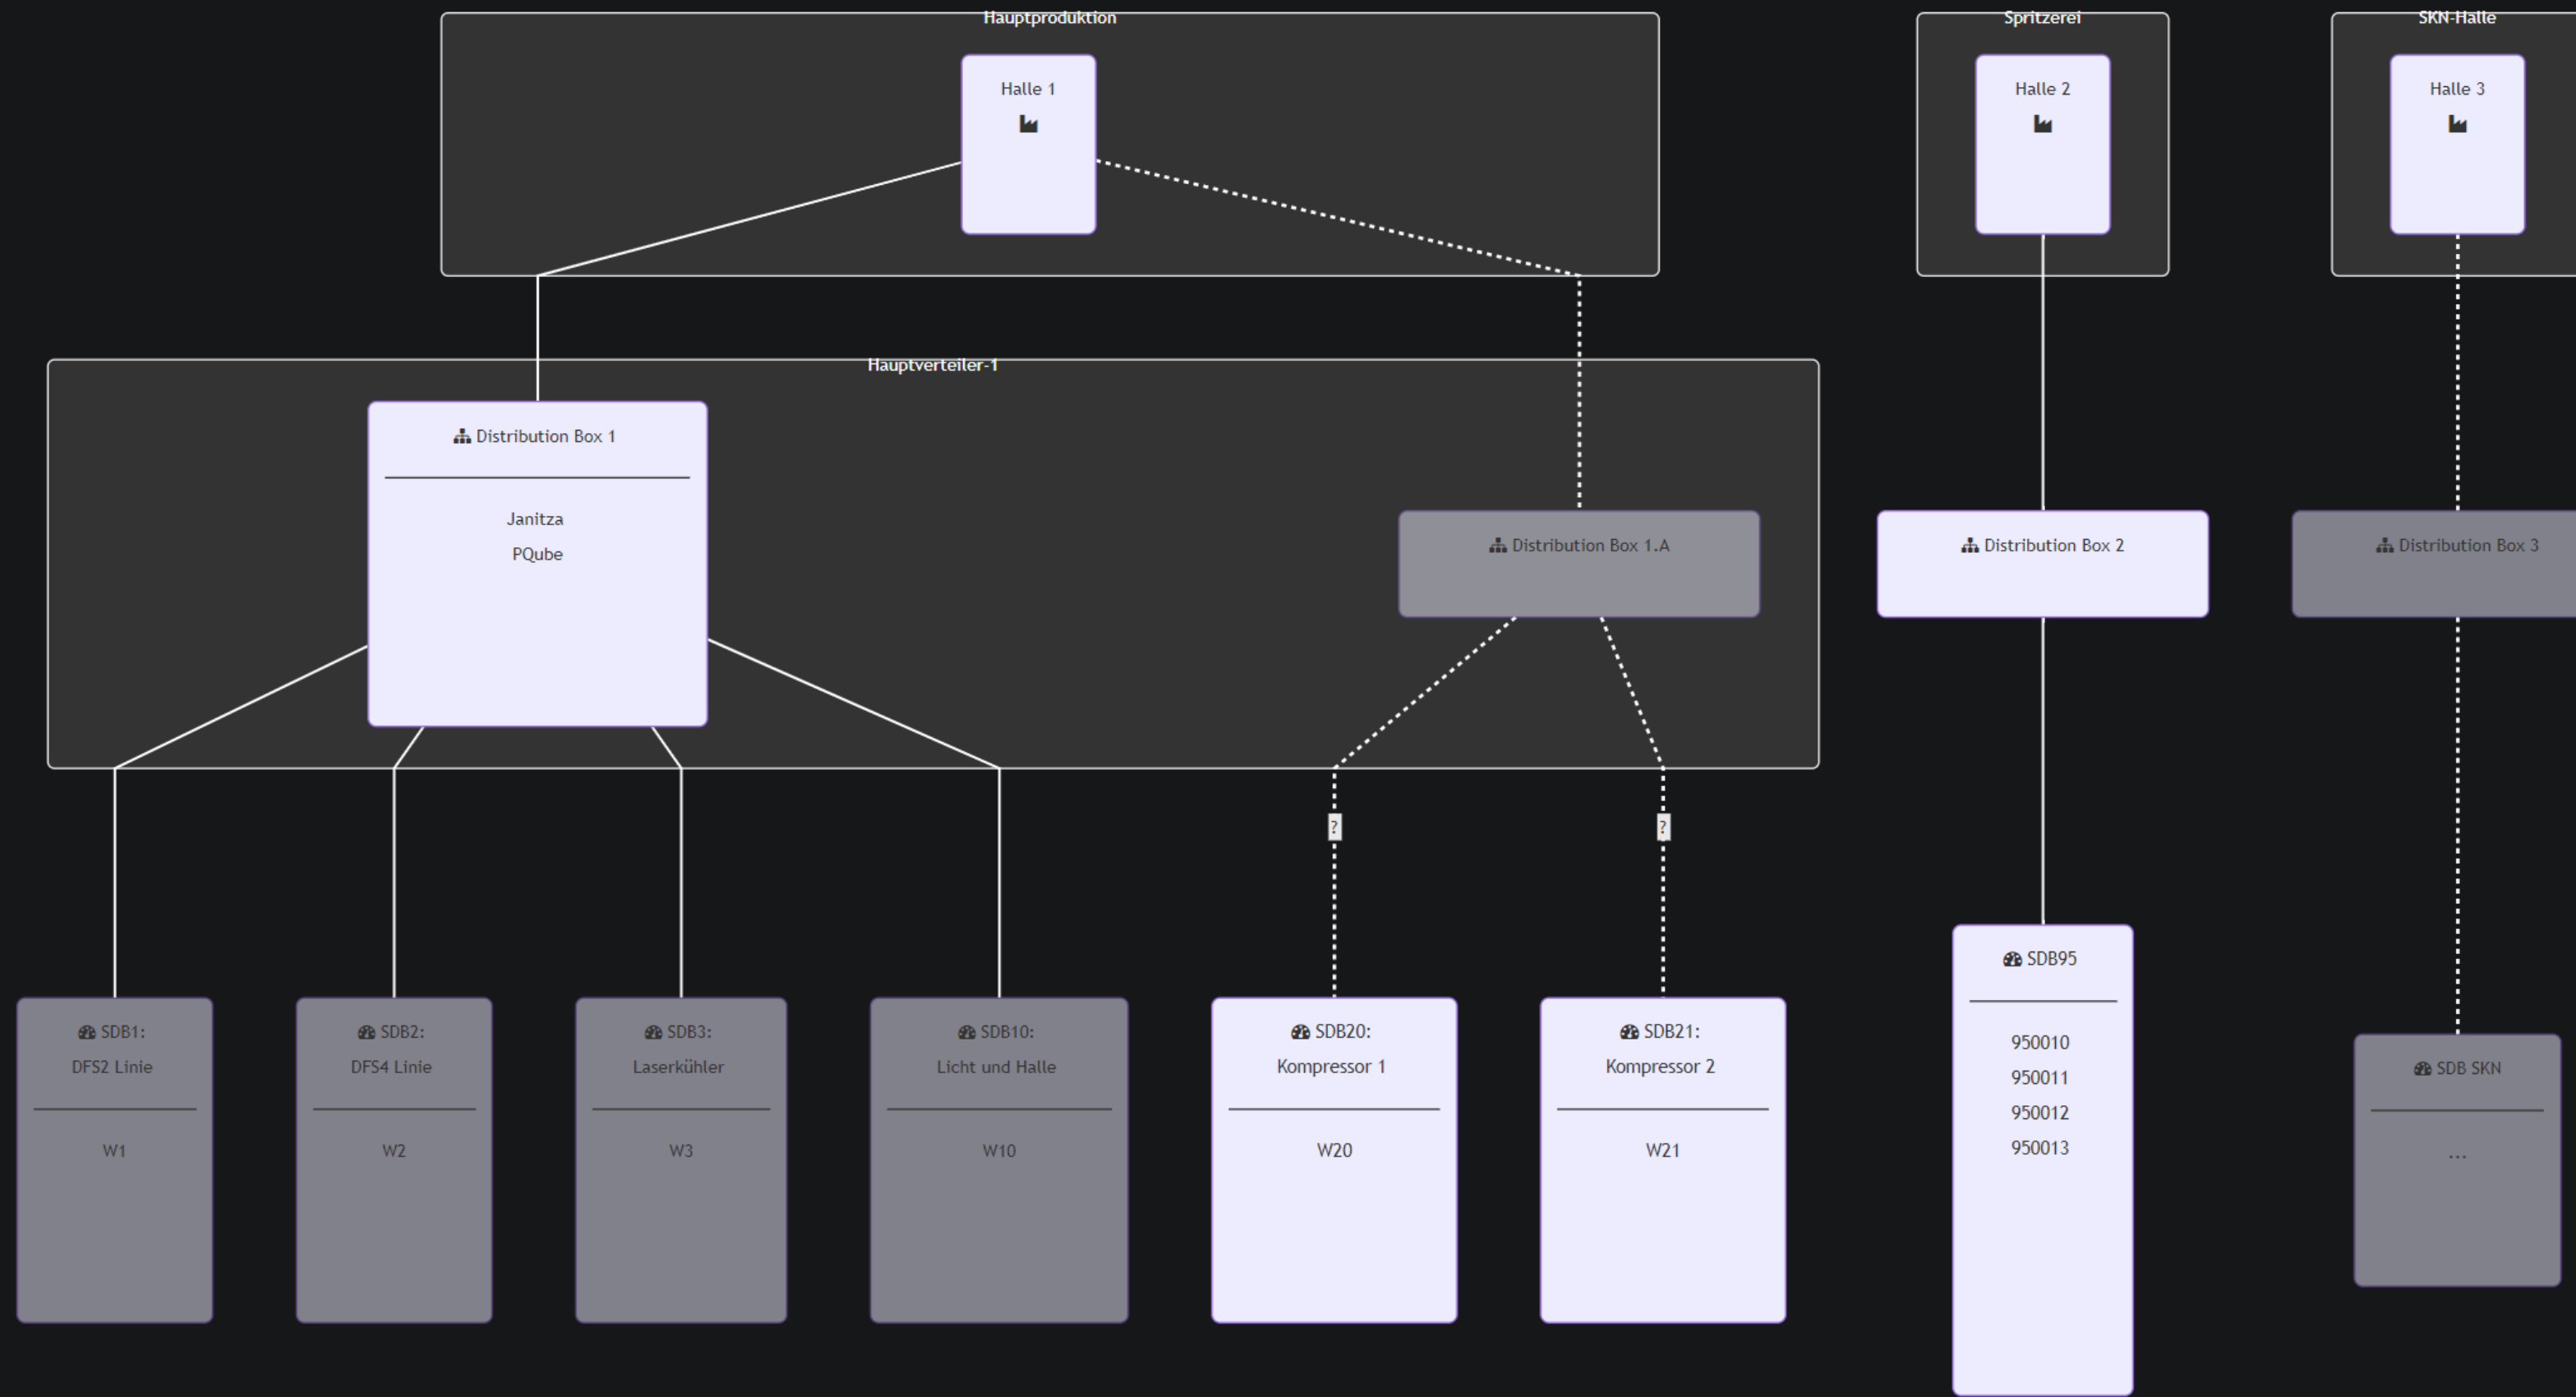 Hauptproduktion
Spritzerei
SKN-Halle
Halle 1
Halle 2
Halle 3
Hauptverteiler-1
Distribution Box 1
Janitza
PQube
Distribution Box 1.A
Distribution Box 2
Distribution Box 3
?
?
SDB1:
DFS2 Linie
W1
SDB2:
DFS4 Linie
W2
SDB3:
Laserkühler
W3
SDB10:
Licht und Halle
W10
SDB20:
Kompressor 1
W20
SDB21:
Kompressor 2
W21
SDB95
950010
950011
950012
950013
SDB SKN
...